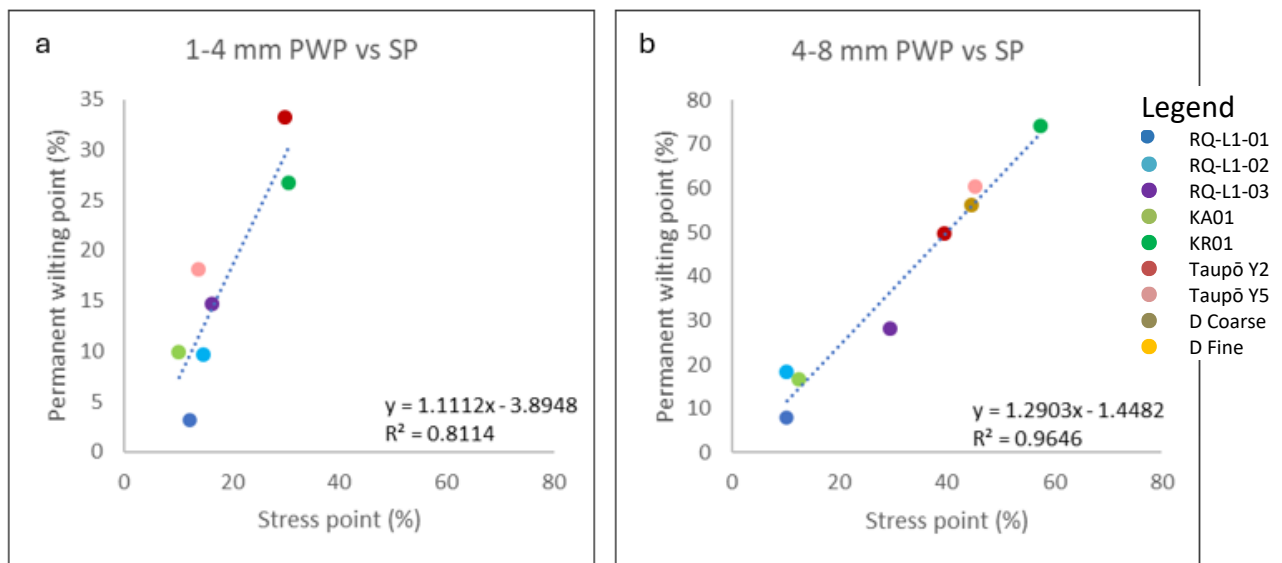 a
1-4 mm PWP vs SP
Permanent wilting point (%)
35
30
25
20
15
10
5
0
y = 1.1112x - 3.8948
R² = 0.8114
0 20 40 60 80
Stress point (%)
b
4-8 mm PWP vs SP
Permanent wilting point (%)
80
70
60
50
40
30
20
10
0
y = 1.2903x - 1.4482
R² = 0.9646
0 20 40 60 80
Stress point (%)
Legend
RQ-L1-01
RQ-L1-02
RQ-L1-03
KA01
KR01
Taupō Y2
Taupō Y5
D Coarse
D Fine